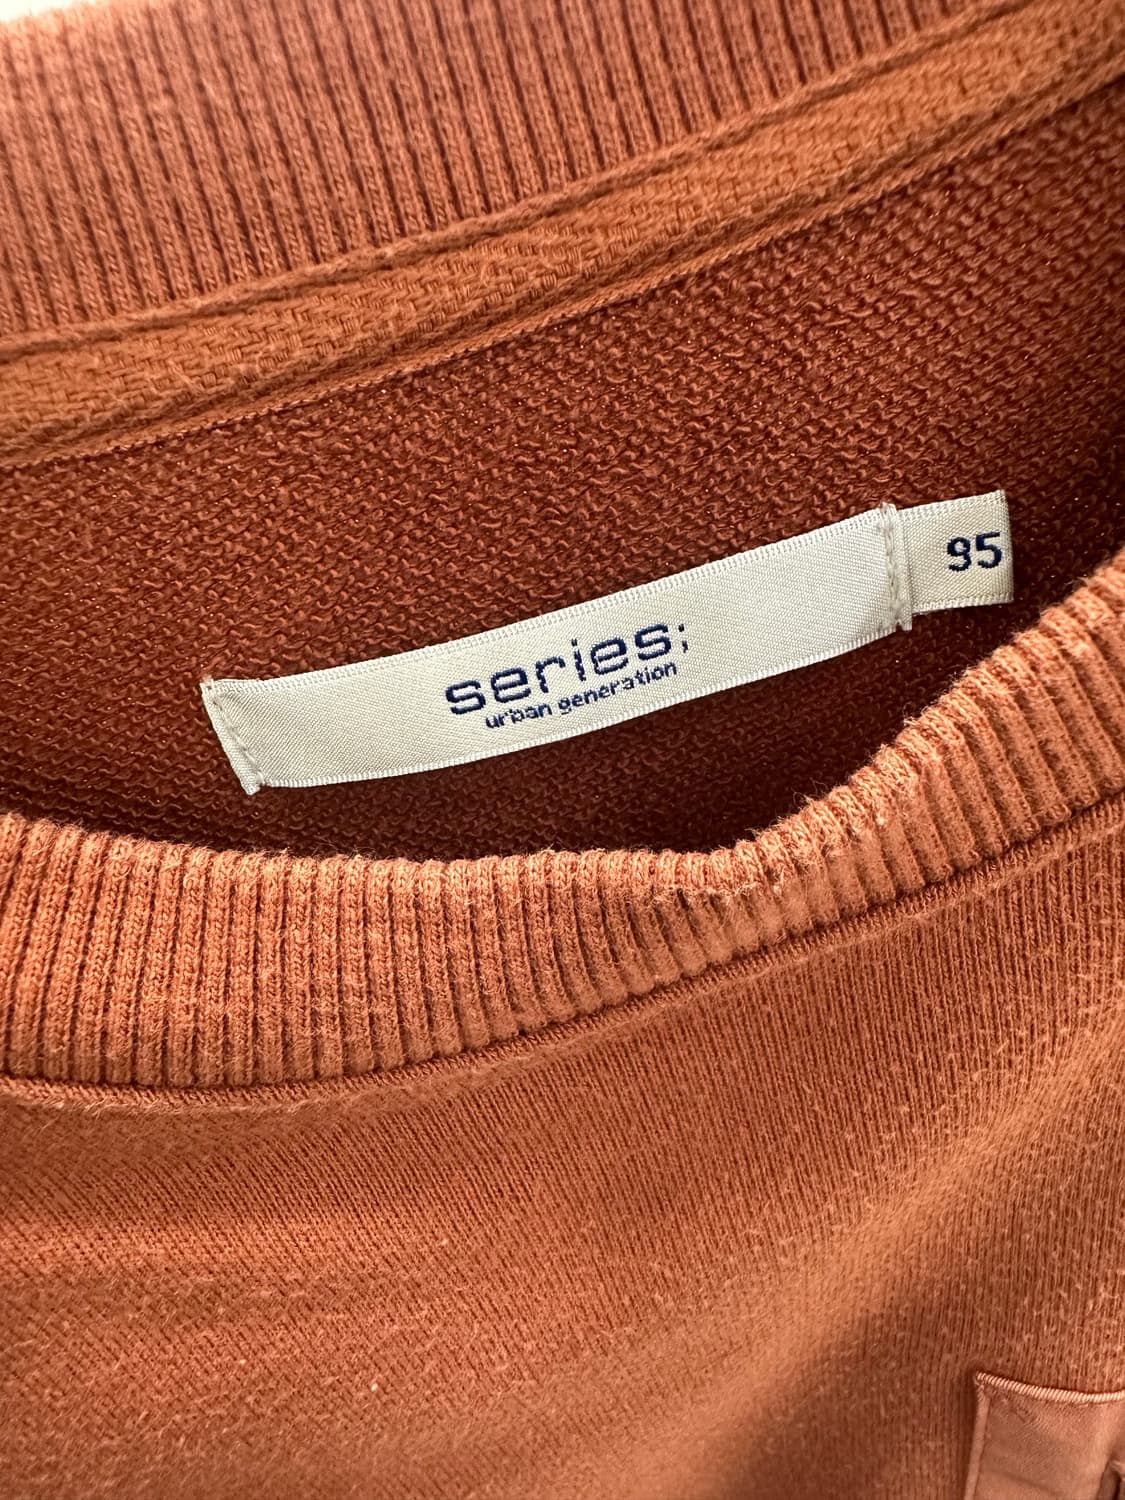 series;
urban generation
95